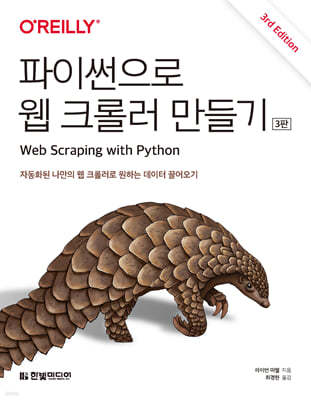 O'REILLY®
3rd Edition
파이썬으로
웹 크롤러 만들기 3판
Web Scraping with Python
자동화된 나만의 웹 크롤러로 원하는 데이터 끌어오기
라이언 미첼 지음
최경현 옮김
한빛미디어